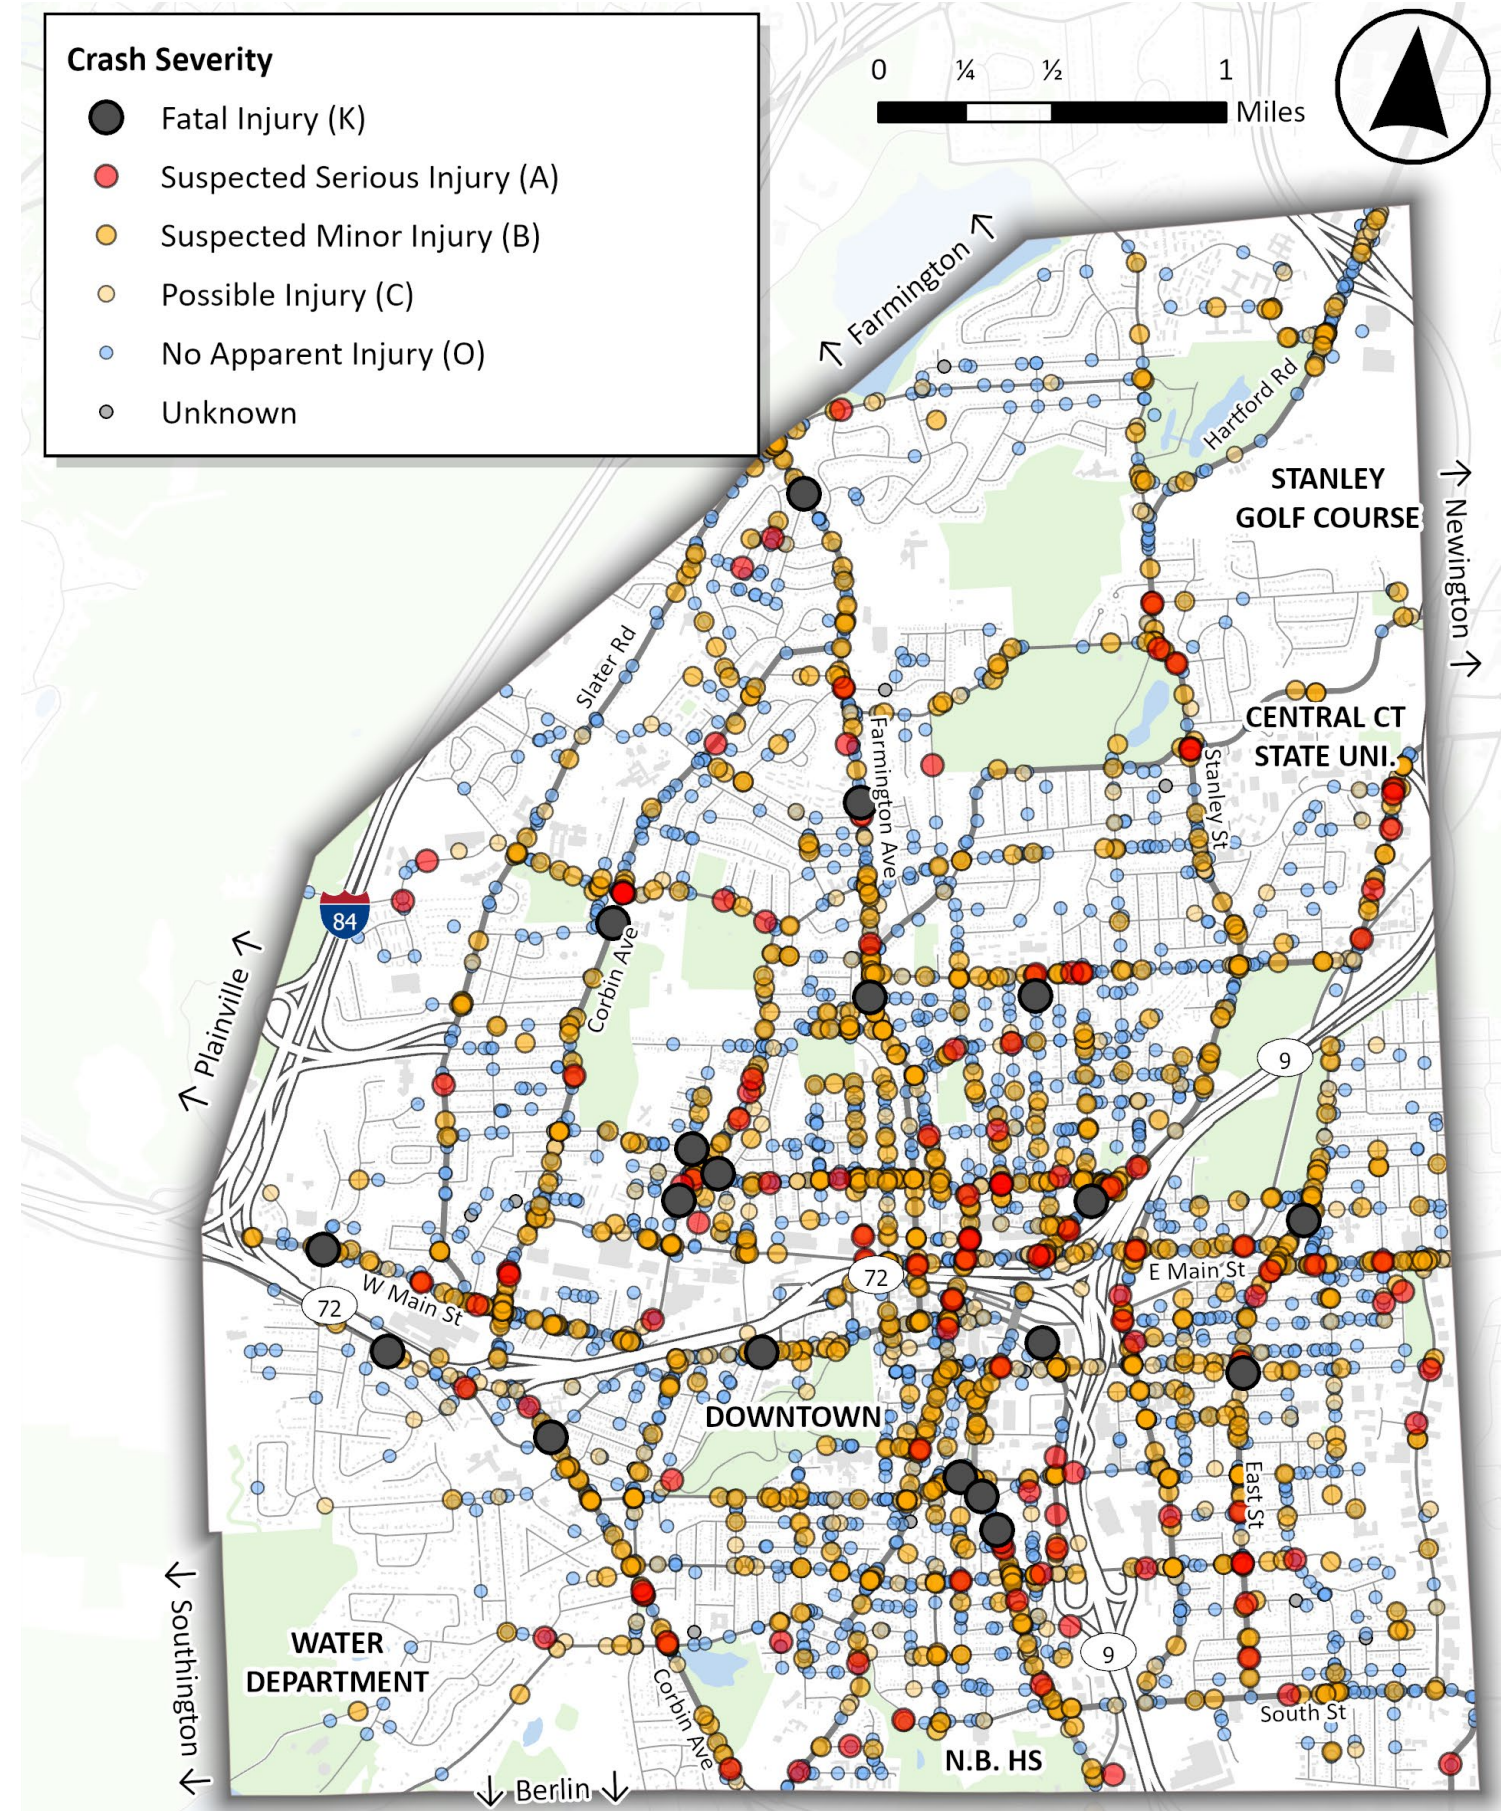 Crash Severity
Fatal Injury (K)
Suspected Serious Injury (A)
Suspected Minor Injury (B)
Possible Injury (C)
No Apparent Injury (O)
Unknown
0 ¼ ½ 1
Miles
Farmington
Hartford Rd
STANLEY
GOLF COURSE
Newington
Slater Rd
CENTRAL CT
STATE UNI.
Farmington Ave
Stanley St
84
Corbin Ave
Plainville
9
E Main St
72
W Main St
72
DOWNTOWN
East St
Southington
WATER
DEPARTMENT
9
Corbin Ave
South St
N.B. HS
Berlin